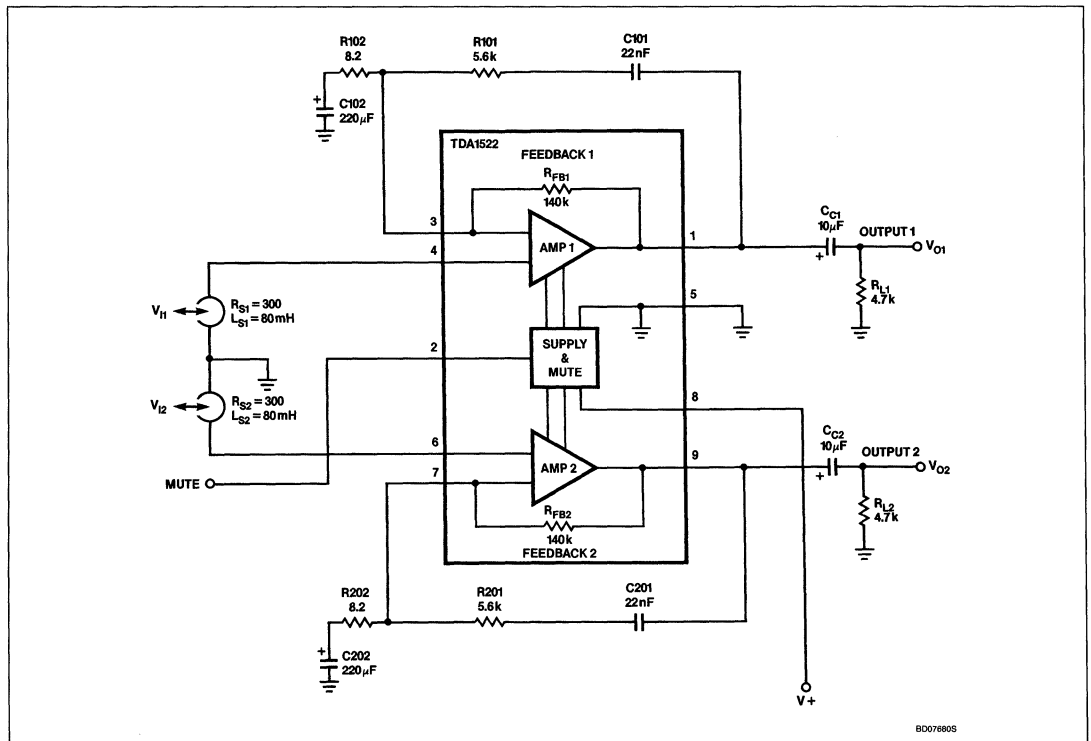 R102
8.2
R101
5.6k
C101
22nF
+
C102
220μF
TDA1522
FEEDBACK 1
RFB1
140k
3
4
AMP 1
1
CC1
10μF
+
OUTPUT 1
VO1
RL1
4.7k
VI1
RS1 = 300
LS1 = 80mH
5
2
SUPPLY
&
MUTE
8
VI2
RS2 = 300
LS2 = 80mH
6
7
AMP 2
9
CC2
10μF
+
OUTPUT 2
VO2
RL2
4.7k
MUTE
RFB2
140k
FEEDBACK 2
R202
8.2
R201
5.6k
C201
22nF
+
C202
220μF
V+
BD07680S